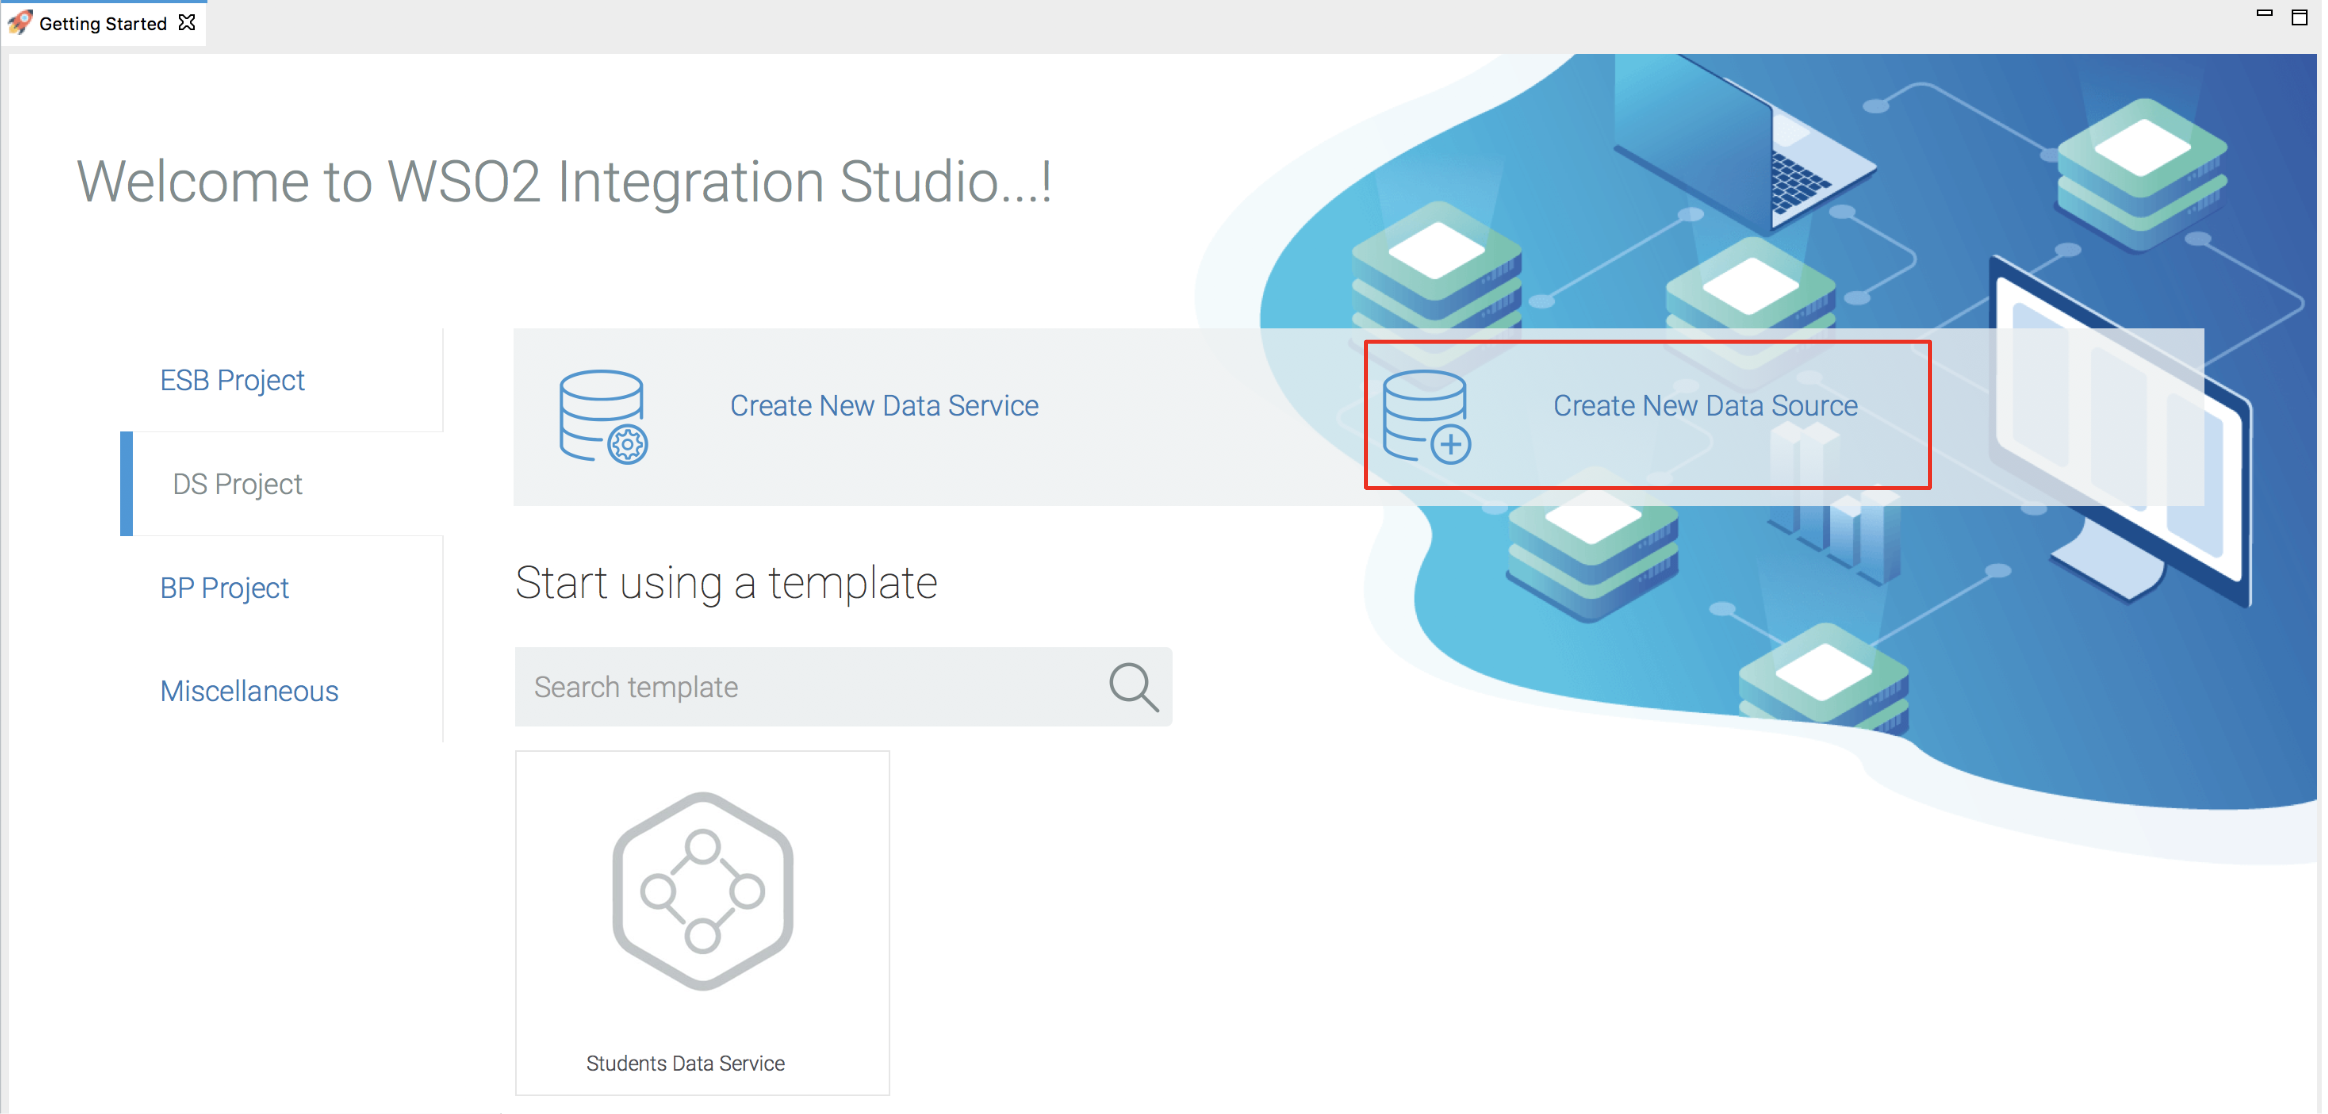 Getting Started
Welcome to WSO2 Integration Studio...!
ESB Project
DS Project
BP Project
Miscellaneous
Create New Data Service
Create New Data Source
Start using a template
Search template
Students Data Service